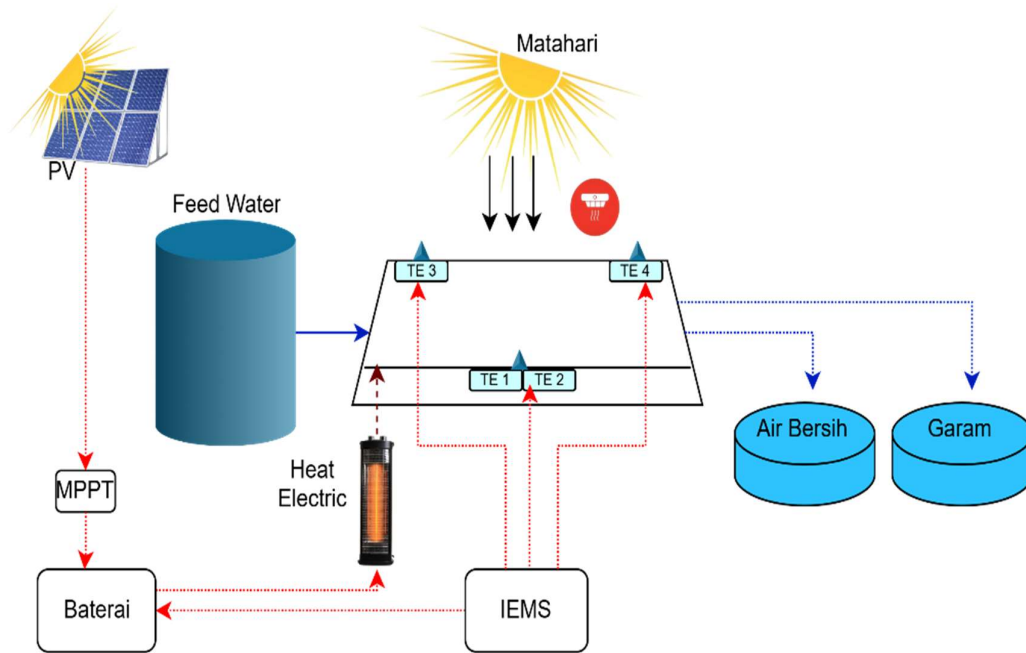 Matahari
PV
Feed Water
TE 3
TE 4
TE 1
TE 2
Air Bersih
Garam
Heat
Electric
MPPT
Baterai
IEMS